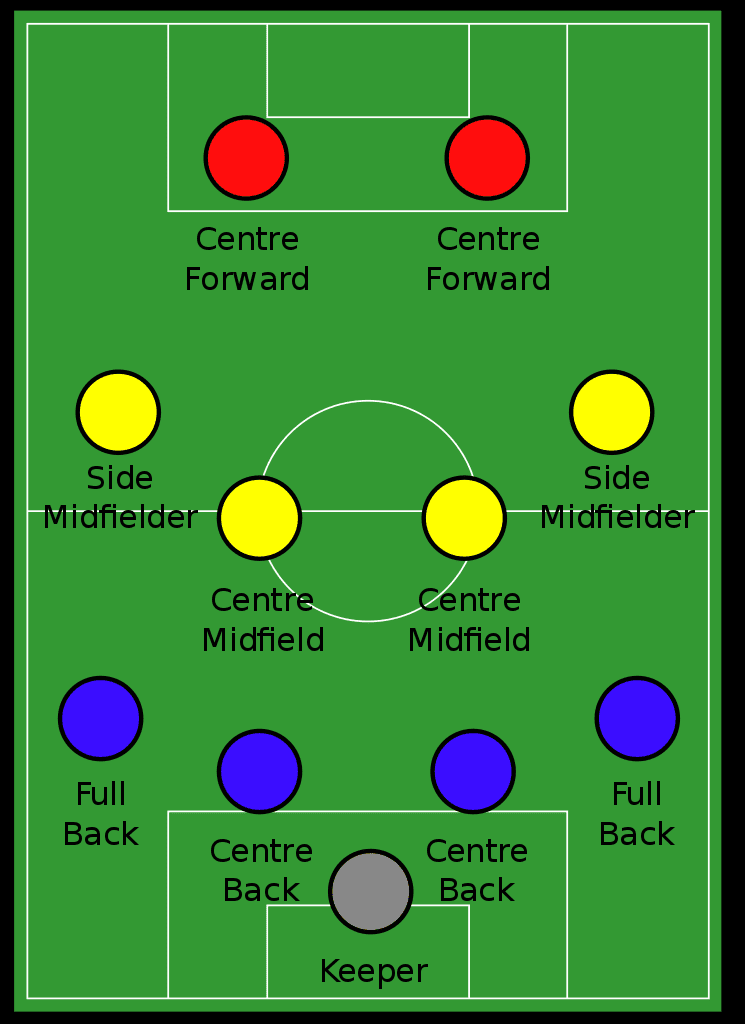 Centre
Forward
Centre
Forward
Side
Midfielder
Side
Midfielder
Centre
Midfield
Centre
Midfield
Full
Back
Full
Back
Centre
Back
Centre
Back
Keeper